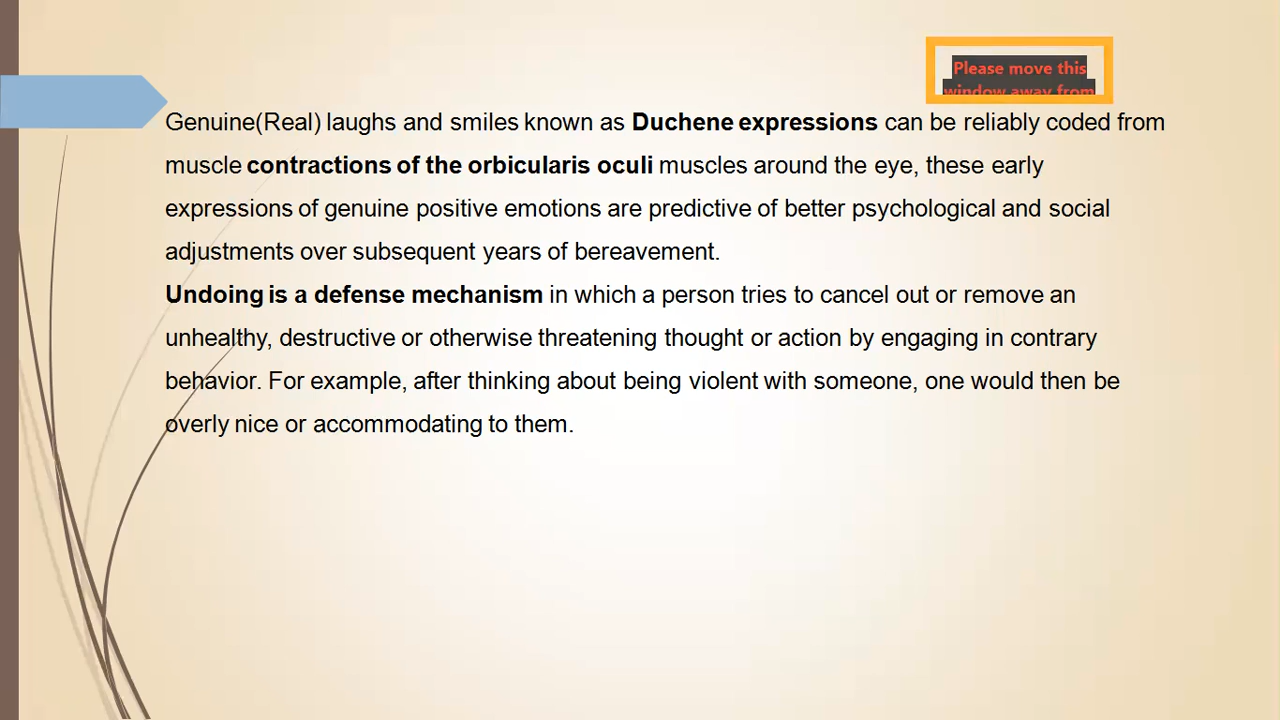 Please move this
window away from
Genuine(Real) laughs and smiles known as Duchene expressions can be reliably coded from
muscle contractions of the orbicularis oculi muscles around the eye, these early
expressions of genuine positive emotions are predictive of better psychological and social
adjustments over subsequent years of bereavement.
Undoing is a defense mechanism in which a person tries to cancel out or remove an
unhealthy, destructive or otherwise threatening thought or action by engaging in contrary
behavior. For example, after thinking about being violent with someone, one would then be
overly nice or accommodating to them.